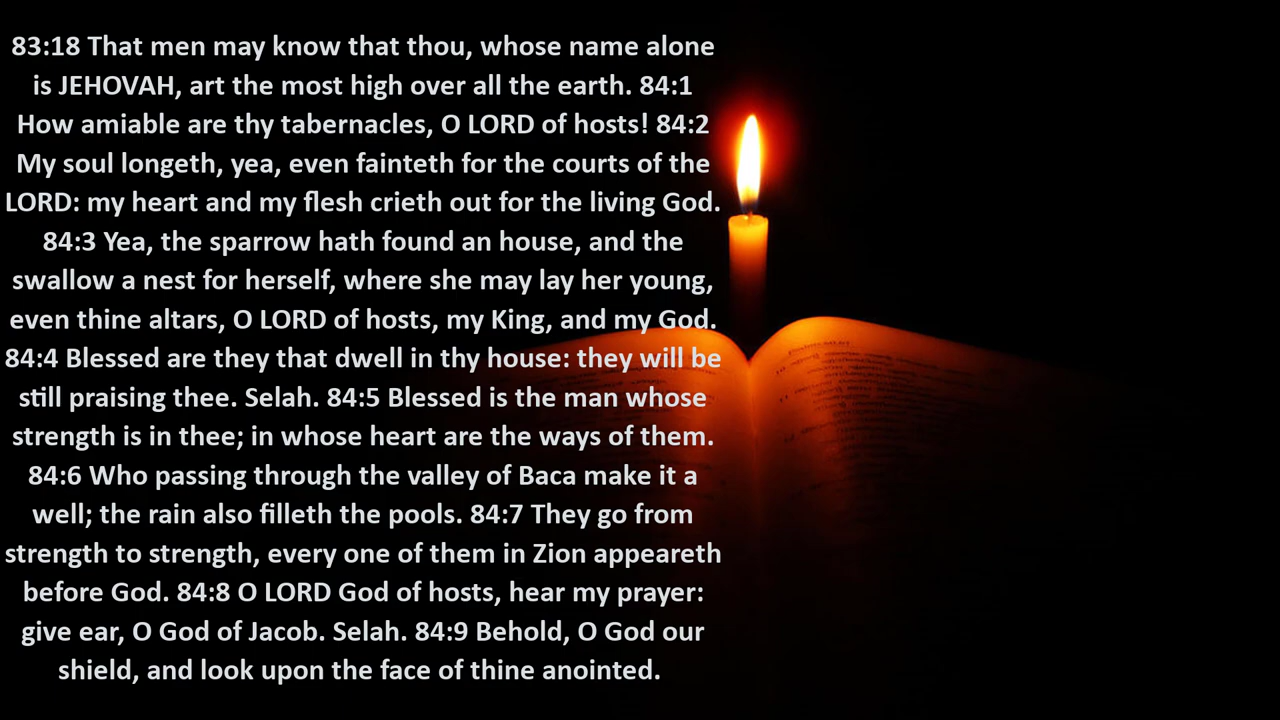 83:18 That men may know that thou, whose name alone
is JEHOVAH, art the most high over all the earth. 84:1
How amiable are thy tabernacles, O LORD of hosts! 84:2
My soul longeth, yea, even fainteth for the courts of the
LORD: my heart and my flesh crieth out for the living God.
84:3 Yea, the sparrow hath found an house, and the
swallow a nest for herself, where she may lay her young,
even thine altars, O LORD of hosts, my King, and my God.
84:4 Blessed are they that dwell in thy house: they will be
still praising thee. Selah. 84:5 Blessed is the man whose
strength is in thee; in whose heart are the ways of them.
84:6 Who passing through the valley of Baca make it a
well; the rain also filleth the pools. 84:7 They go from
strength to strength, every one of them in Zion appeareth
before God. 84:8 O LORD God of hosts, hear my prayer:
give ear, O God of Jacob. Selah. 84:9 Behold, O God our
shield, and look upon the face of thine anointed.